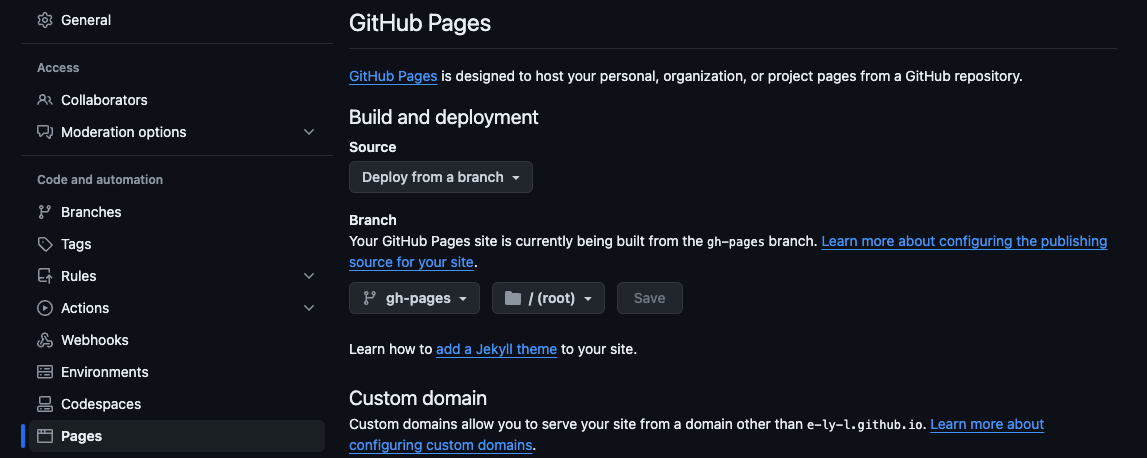 General
Access
Collaborators
Moderation options
Code and automation
Branches
Tags
Rules
Actions
Webhooks
Environments
Codespaces
Pages
GitHub Pages
GitHub Pages is designed to host your personal, organization, or project pages from a GitHub repository.
Build and deployment
Source
Deploy from a branch
Branch
Your GitHub Pages site is currently being built from the gh-pages branch. Learn more about configuring the publishing
source for your site.
gh-pages / (root) Save
Learn how to add a Jekyll theme to your site.
Custom domain
Custom domains allow you to serve your site from a domain other than e-ly-l.github.io. Learn more about
configuring custom domains.